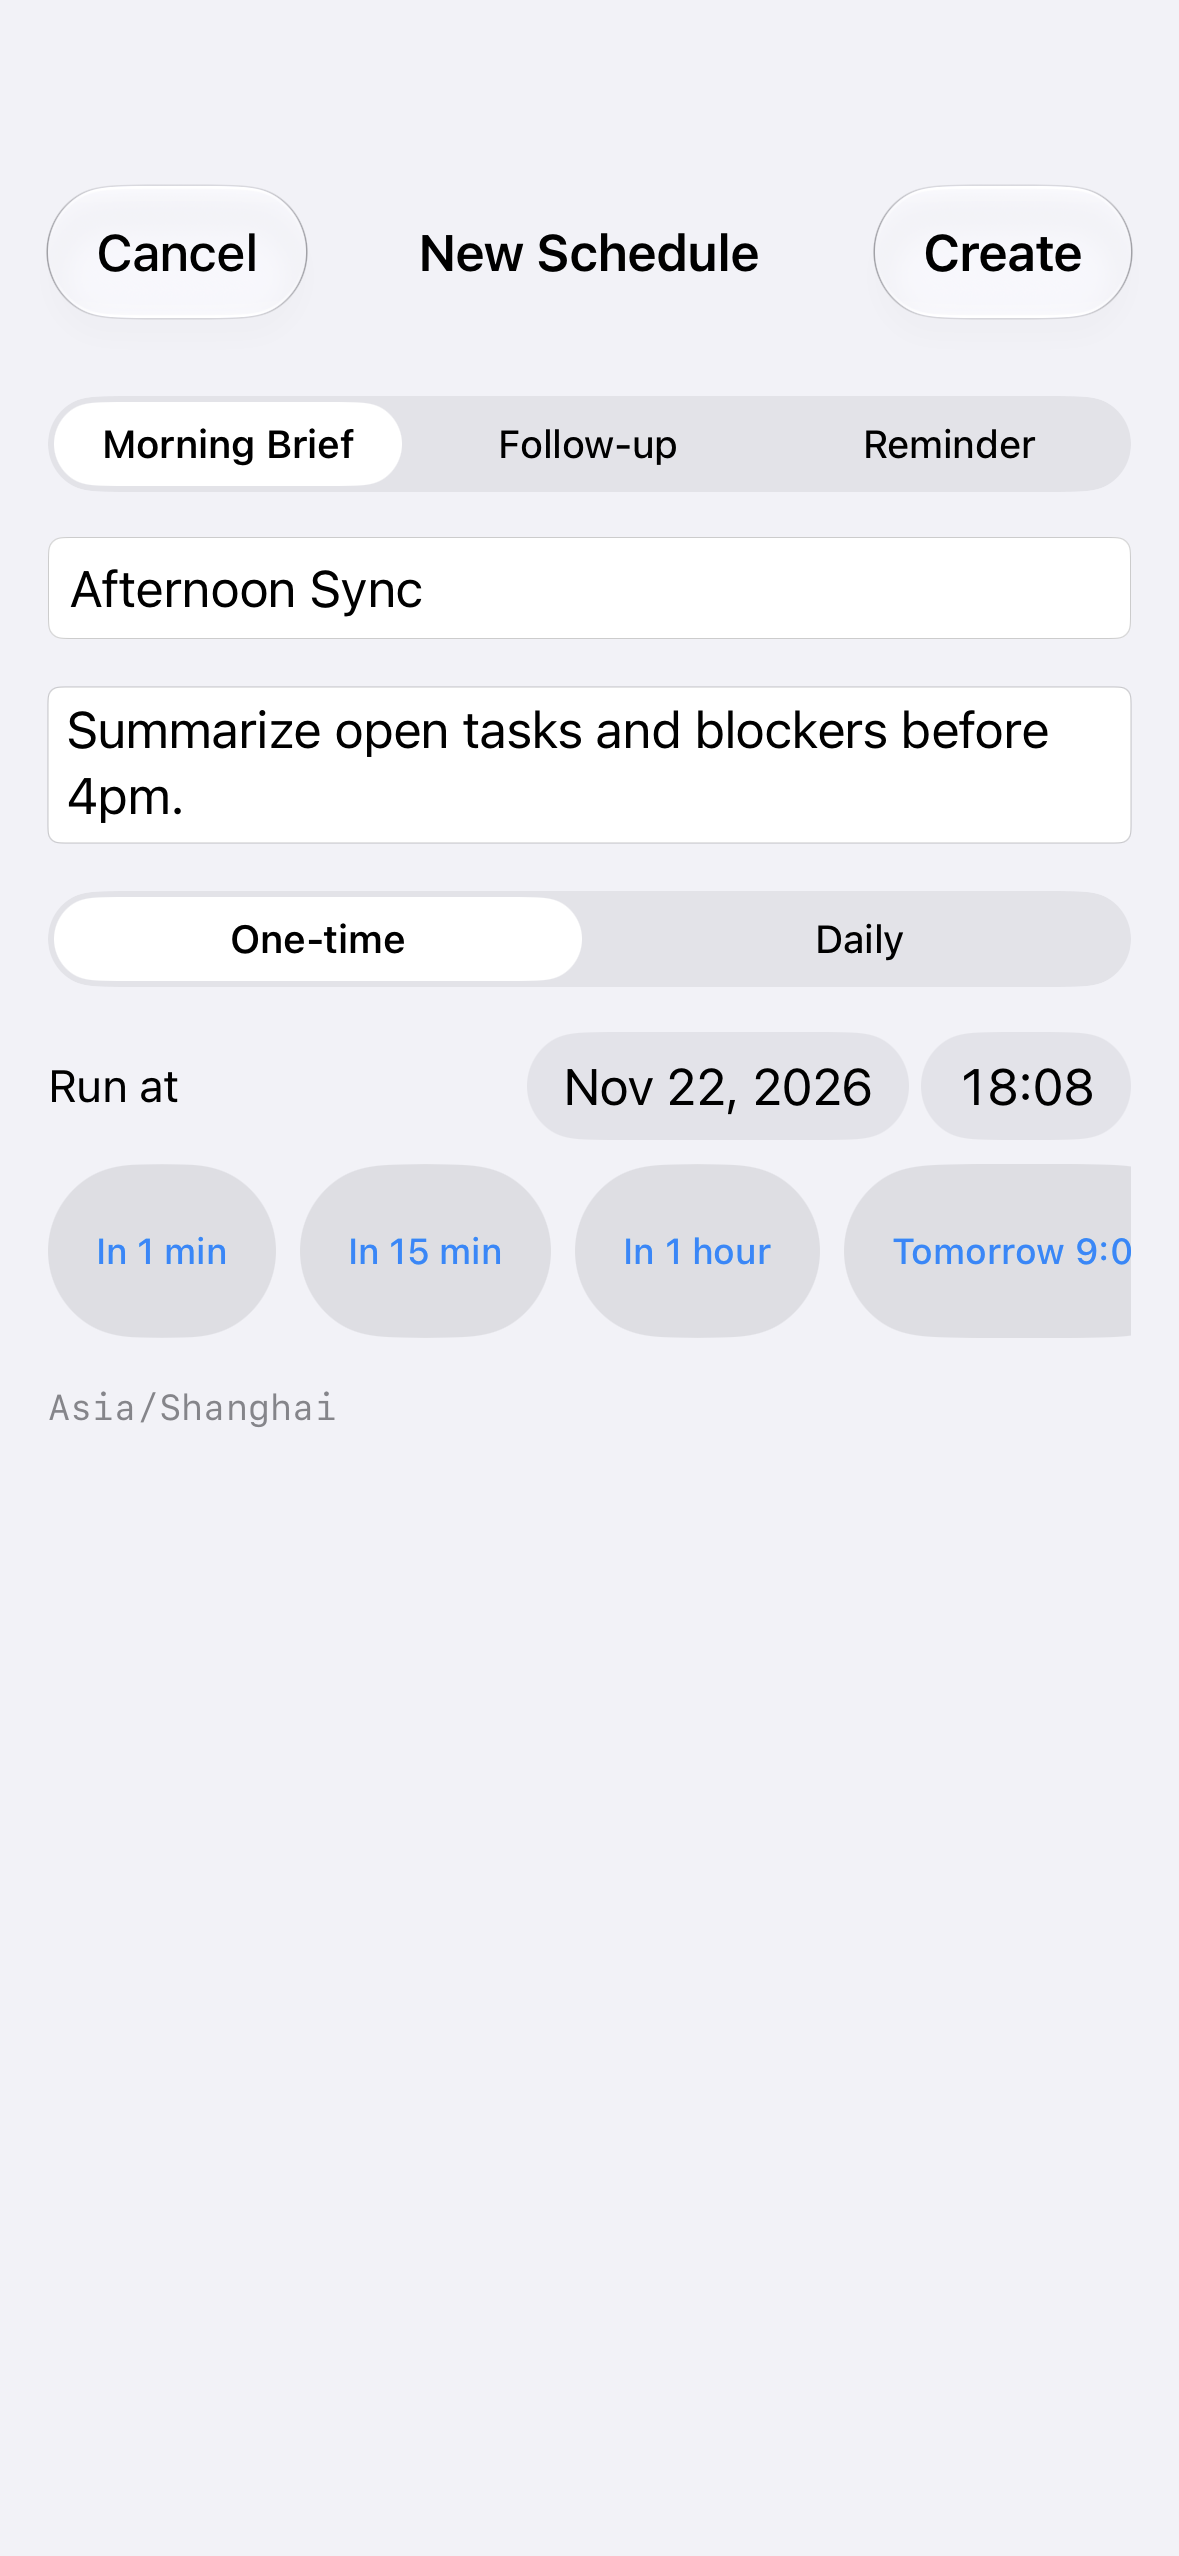 Cancel
New Schedule
Create
Morning Brief
Follow-up
Reminder
Afternoon Sync
Summarize open tasks and blockers before
4pm.
One-time
Daily
Run at
Nov 22, 2026
18:08
In 1 min
In 15 min
In 1 hour
Tomorrow 9:0
Asia/Shanghai